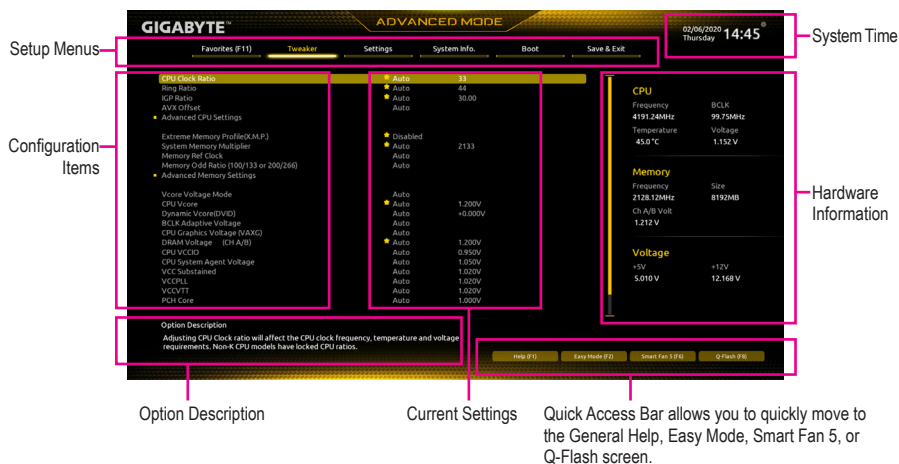 GIGABYTE™
ADVANCED MODE
02/06/2020
Thursday
14:45
System Time
Setup Menus
Favorites (F11) Tweaker Settings System Info. Boot Save & Exit
Configuration
Items
CPU Clock Ratio Auto 33
Ring Ratio Auto 44
IGP Ratio Auto 30.00
AVX Offset Auto
Advanced CPU Settings
Extreme Memory Profile(X.M.P.) Disabled
System Memory Multiplier Auto 2133
Memory Ref Clock Auto
Memory Odd Ratio (100/133 or 200/266) Auto
Advanced Memory Settings
Vcore Voltage Mode Auto
CPU Vcore Auto 1.200V
Dynamic Vcore(DVID) Auto +0.000V
BCLK Adaptive Voltage Auto
CPU Graphics Voltage (VAXG) Auto
DRAM Voltage (CH A/B) Auto 1.200V
CPU VCCIO Auto 0.950V
CPU System Agent Voltage Auto 1.050V
VCC Substained Auto 1.020V
VCCPLL Auto 1.020V
VCCVTT Auto 1.020V
PCH Core Auto 1.000V
CPU
Frequency BCLK
4191.24MHz 99.75MHz
Temperature Voltage
45.0 °C 1.152 V
Memory
Frequency Size
2128.12MHz 8192MB
Ch A/B Volt
1.212 V
Voltage
+5V +12V
5.010 V 12.168 V
Hardware
Information
Option Description
Adjusting CPU Clock ratio will affect the CPU clock frequency, temperature and voltage
requirements. Non-K CPU models have locked CPU ratios.
Help (F1) Easy Mode (F2) Smart Fan 5 (F6) Q-Flash (F8)
Option Description
Current Settings
Quick Access Bar allows you to quickly move to
the General Help, Easy Mode, Smart Fan 5, or
Q-Flash screen.